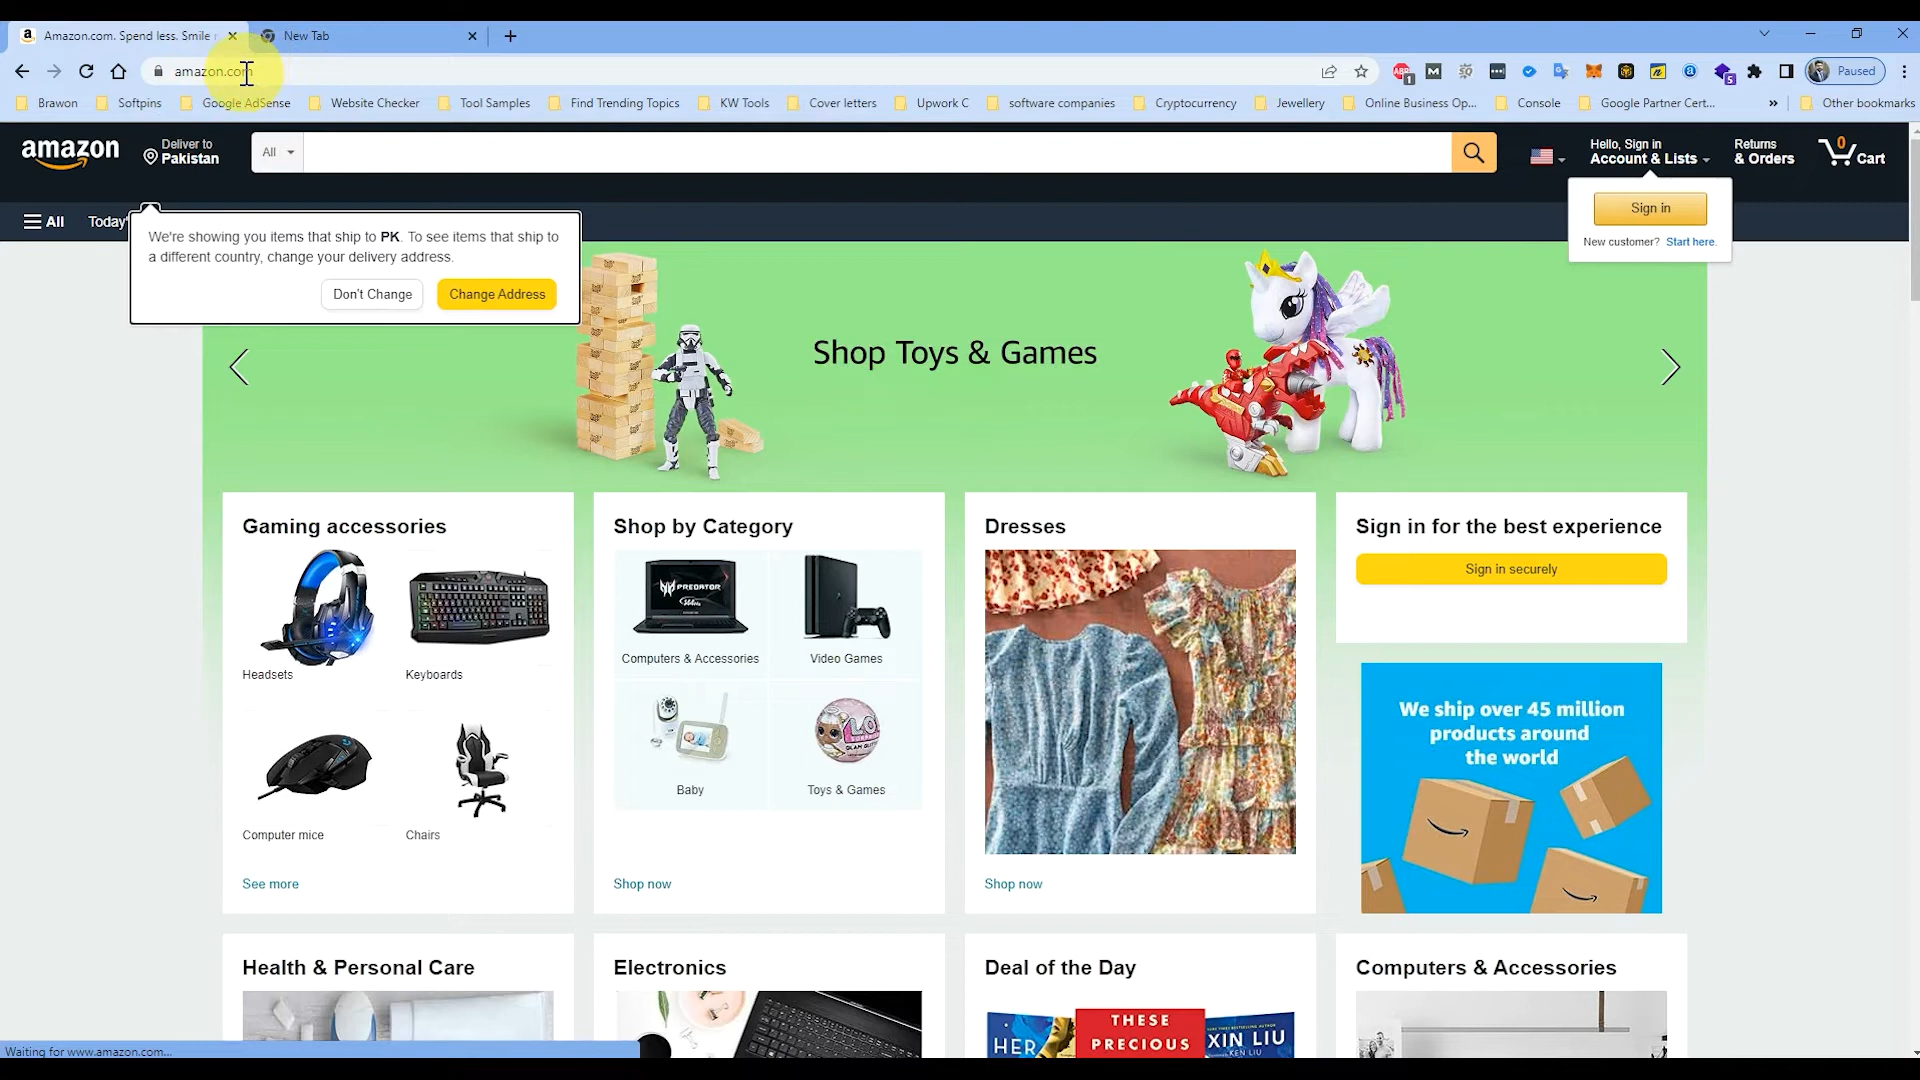 Amazon.com. Spend less. Smile
New Tab
amazon.com
Paused
Brawon
Softpins
Google AdSense
Website Checker
Tool Samples
Find Trending Topics
KW Tools
Cover letters
Upwork C
software companies
Cryptocurrency
Jewellery
Online Business Op...
Console
Google Partner Cert...
»
Other bookmarks
amazon
Deliver to
Pakistan
All
Hello, Sign in
Account & Lists
Returns
& Orders
0
Cart
Sign in
New customer? Start here.
All
Today'
We're showing you items that ship to PK. To see items that ship to
a different country, change your delivery address.
Don't Change
Change Address
Shop Toys & Games
Gaming accessories
Headsets
Keyboards
Computer mice
Chairs
See more
Shop by Category
PREDATOR
Computers & Accessories
Video Games
Baby
Toys & Games
Shop now
Dresses
Shop now
Sign in for the best experience
Sign in securely
We ship over 45 million
products around
the world
Health & Personal Care
Electronics
Deal of the Day
HER
THESE
PRECIOUS
XIN LIU
KEN LIU
Computers & Accessories
Waiting for www.amazon.com...